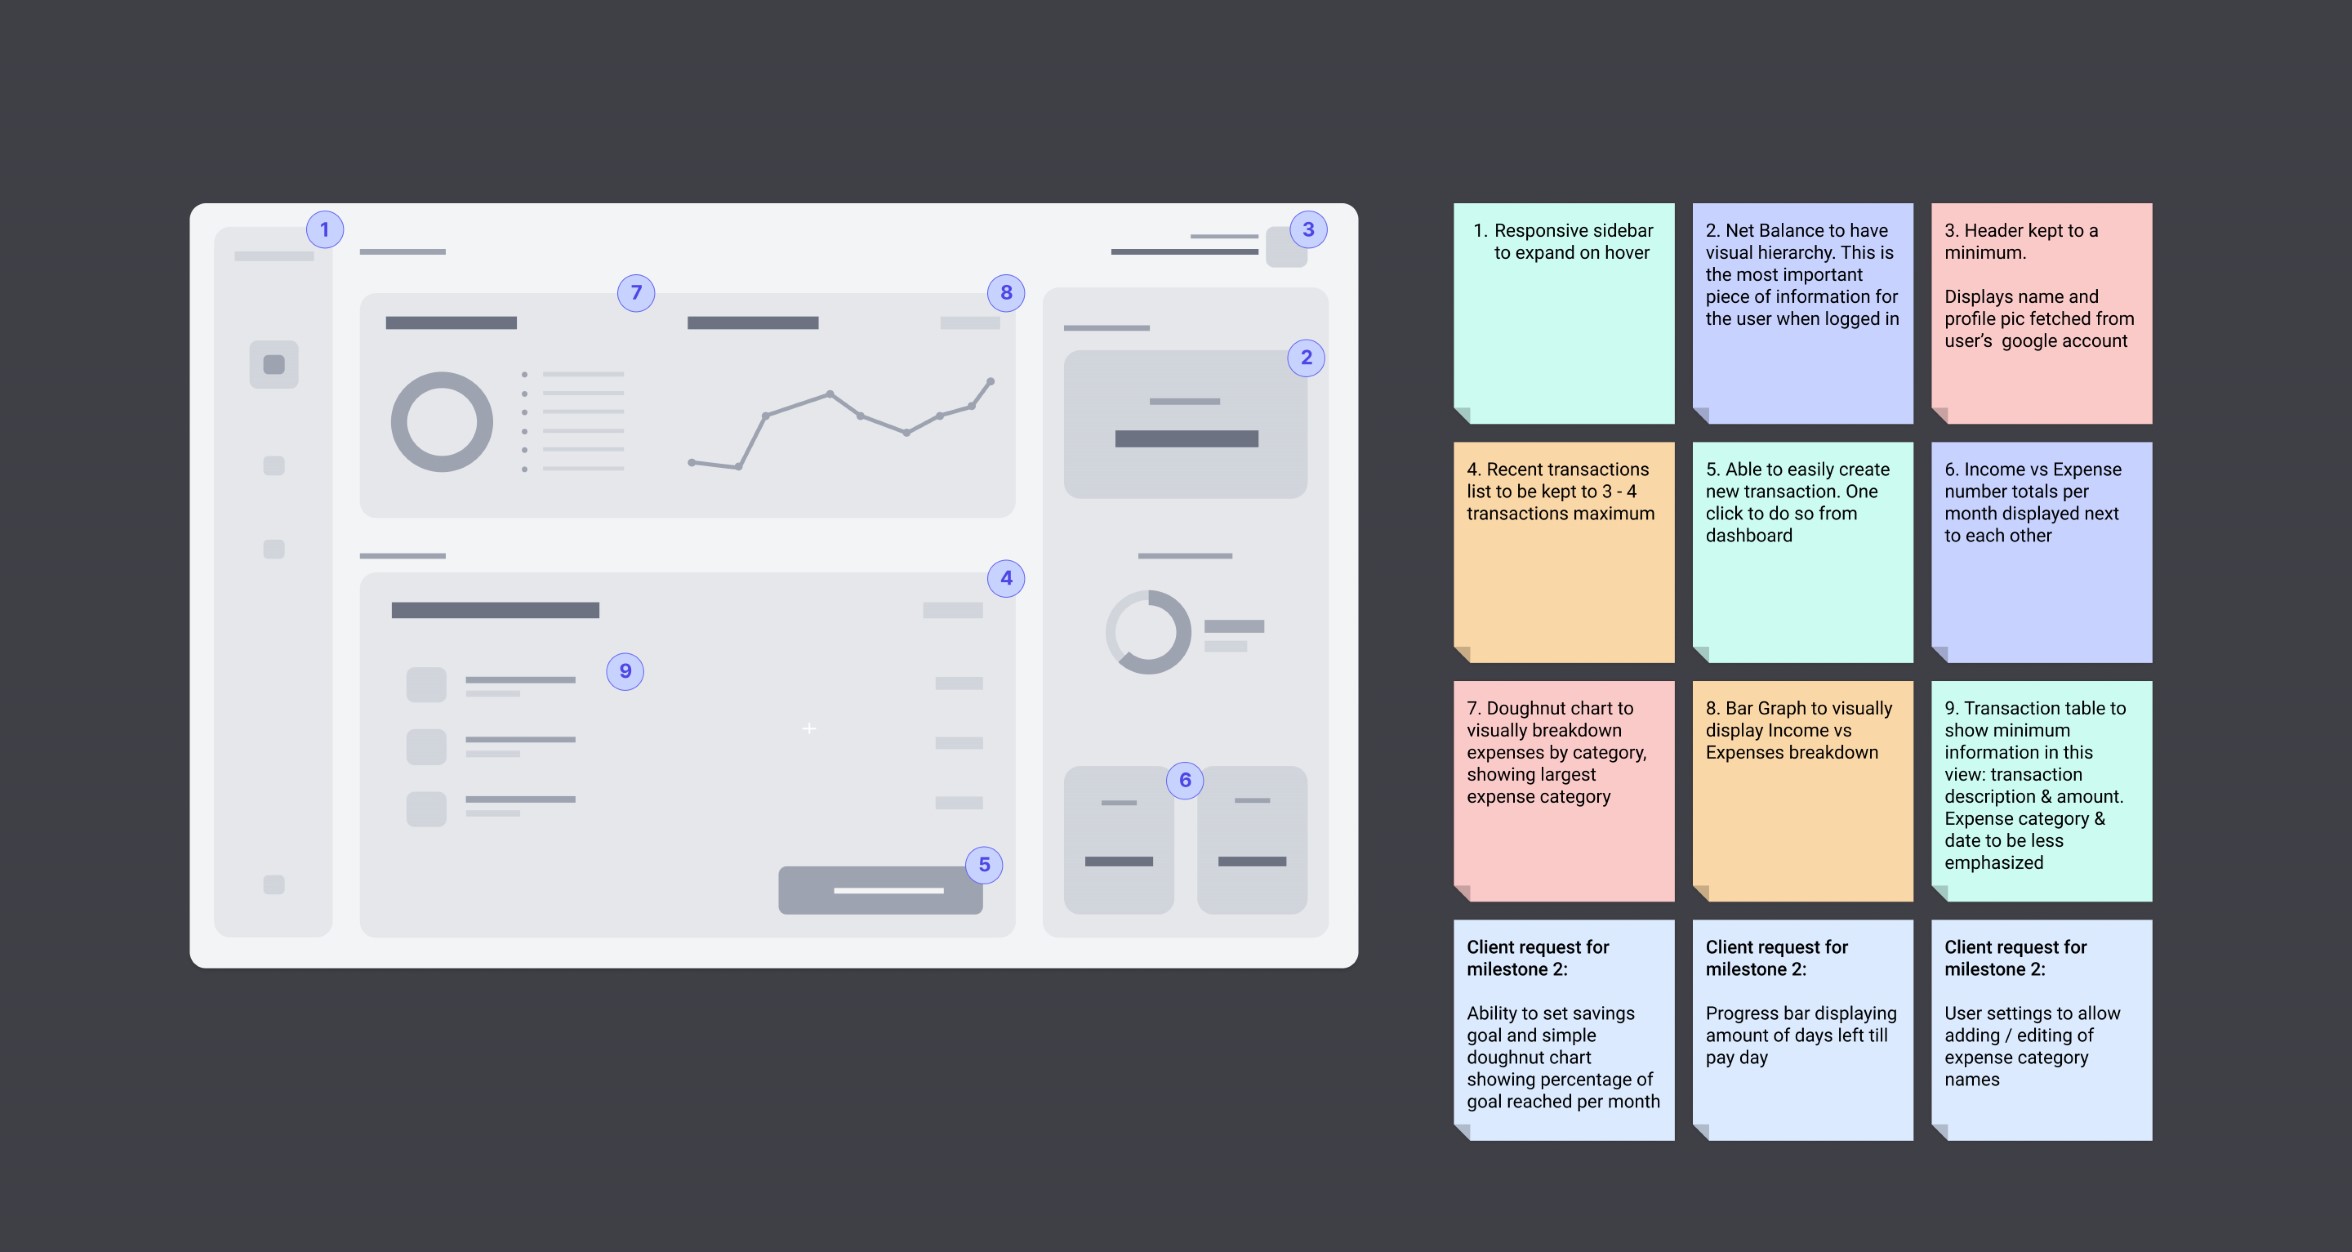 1
3
7
8
2
4
9
6
5
1. Responsive sidebar
to expand on hover
2. Net Balance to have
visual hierarchy. This is
the most important
piece of information for
the user when logged in
3. Header kept to a
minimum.
Displays name and
profile pic fetched from
user's google account
4. Recent transactions
list to be kept to 3 - 4
transactions maximum
5. Able to easily create
new transaction. One
click to do so from
dashboard
6. Income vs Expense
number totals per
month displayed next
to each other
7. Doughnut chart to
visually breakdown
expenses by category,
showing largest
expense category
8. Bar Graph to visually
display Income vs
Expenses breakdown
9. Transaction table to
show minimum
information in this
view: transaction
description & amount.
Expense category &
date to be less
emphasized
Client request for
milestone 2:
Ability to set savings
goal and simple
doughnut chart
showing percentage of
goal reached per month
Client request for
milestone 2:
Progress bar displaying
amount of days left till
pay day
Client request for
milestone 2:
User settings to allow
adding / editing of
expense category
names